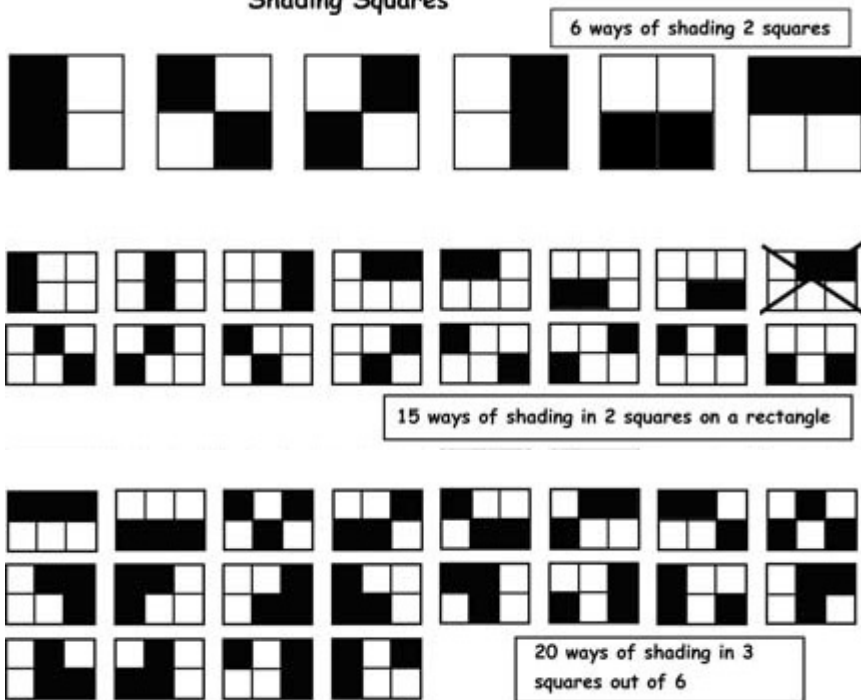 Shading Squares
6 ways of shading 2 squares
15 ways of shading in 2 squares on a rectangle
20 ways of shading in 3
squares out of 6